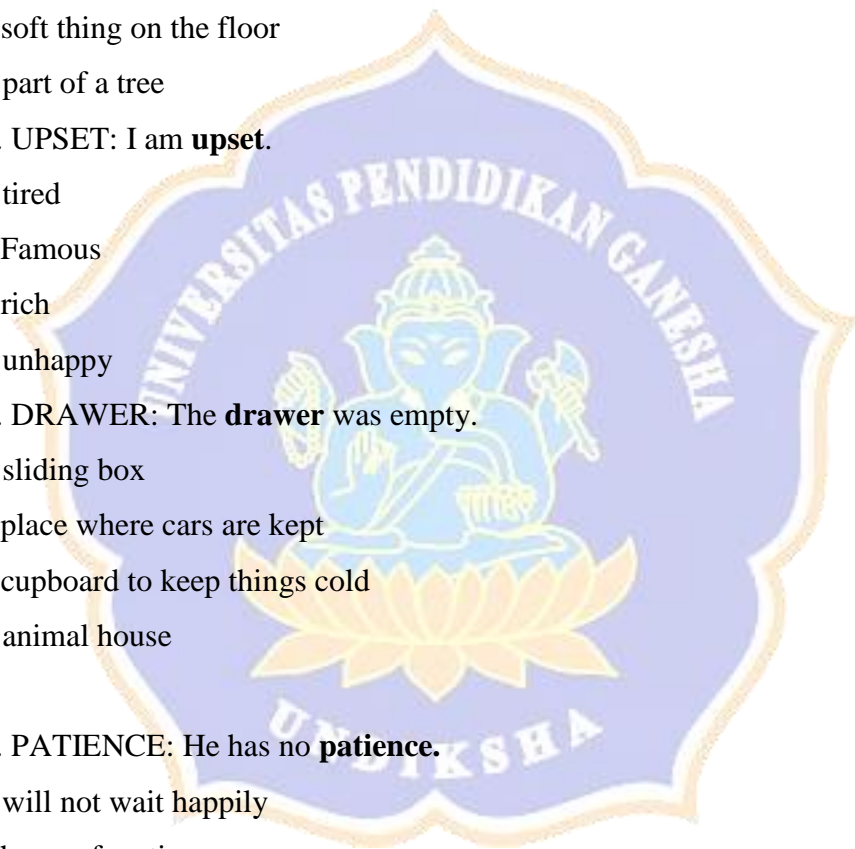 soft thing on the floor
part of a tree
. UPSET: I am upset.
tired
Famous
rich
unhappy
. DRAWER: The drawer was empty.
sliding box
place where cars are kept
cupboard to keep things cold
animal house
. PATIENCE: He has no patience.
will not wait happily
UNIVERSITAS PENDIDIKAN GANESHA
UNDIKSHA